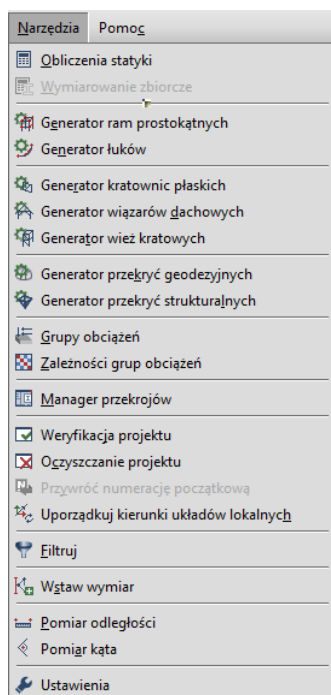 Narzędzia Pomoc
Obliczenia statyki
Wymiarowanie zbiorcze
Generator ram prostokątnych
Generator łuków
Generator kratownic płaskich
Generator wiązarów dachowych
Generator wież kratowych
Generator przekryć geodezyjnych
Generator przekryć strukturalnych
Grupy obciążeń
Zależności grup obciążeń
Manager przekrojów
Weryfikacja projektu
Oczyszczanie projektu
Przywróć numerację początkową
Uporządkuj kierunki układów lokalnych
Filtruj
Wstaw wymiar
Pomiar odległości
Pomiar kąta
Ustawienia